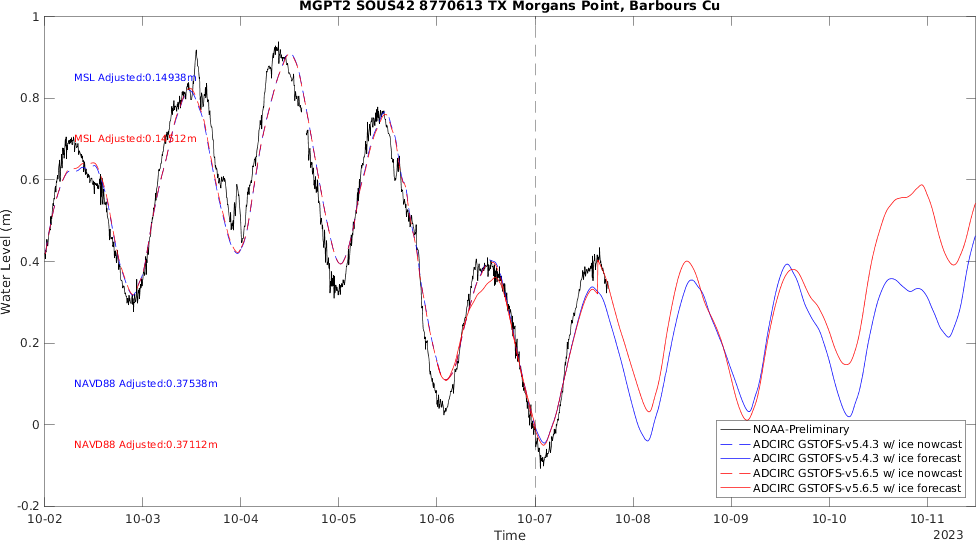 MGPT2 SOUS42 8770613 TX Morgans Point, Barbours Cu
1
0.8
0.6
0.4
0.2
0
-0.2
Water Level (m)
MSL Adjusted:0.14938m
MSL Adjusted:0.14512m
NAVD88 Adjusted:0.37538m
NAVD88 Adjusted:0.37112m
NOAA-Preliminary
ADCIRC GSTOFS-v5.4.3 w/ ice nowcast
ADCIRC GSTOFS-v5.4.3 w/ ice forecast
ADCIRC GSTOFS-v5.6.5 w/ ice nowcast
ADCIRC GSTOFS-v5.6.5 w/ ice forecast
10-02 10-03 10-04 10-05 10-06 10-07 10-08 10-09 10-10 10-11
Time
2023